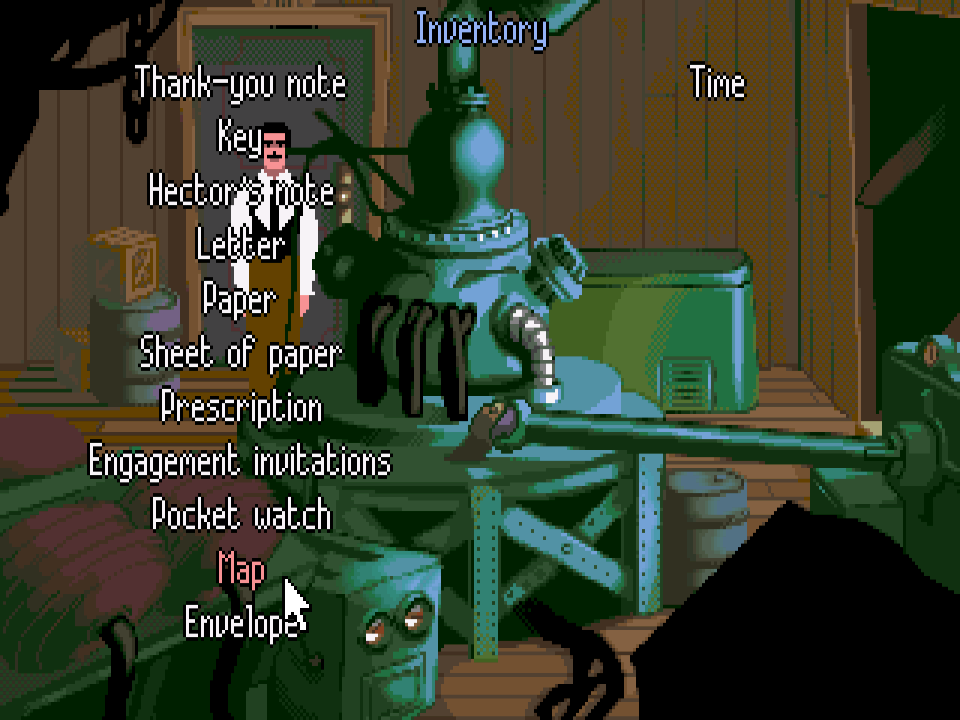 Inventory
Thank-you note
Time
Key
Hector's note
Letter
Paper
Sheet of paper
Prescription
Engagement invitations
Pocket watch
Map
Envelope